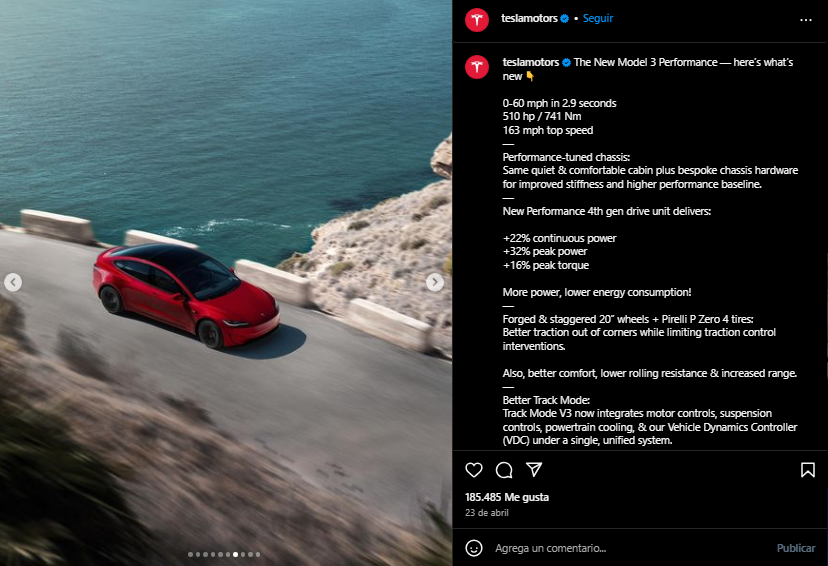 teslamotors • Seguir
teslamotors The New Model 3 Performance — here's what's
new 👇
0-60 mph in 2.9 seconds
510 hp / 741 Nm
163 mph top speed
—
Performance-tuned chassis:
Same quiet & comfortable cabin plus bespoke chassis hardware
for improved stiffness and higher performance baseline.
—
New Performance 4th gen drive unit delivers:
+22% continuous power
+32% peak power
+16% peak torque
More power, lower energy consumption!
—
Forged & staggered 20″ wheels + Pirelli P Zero 4 tires:
Better traction out of corners while limiting traction control
interventions.
Also, better comfort, lower rolling resistance & increased range.
—
Better Track Mode:
Track Mode V3 now integrates motor controls, suspension
controls, powertrain cooling, & our Vehicle Dynamics Controller
(VDC) under a single, unified system.
185.485 Me gusta
23 de abril
Agrega un comentario...
Publicar